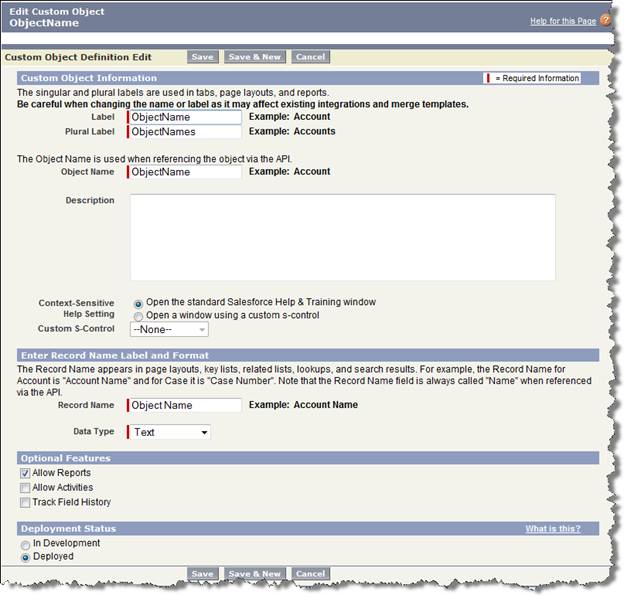 Edit Custom Object
ObjectName
Help for this Page ?
Custom Object Definition Edit Save Save & New Cancel
Custom Object Information = Required Information
The singular and plural labels are used in tabs, page layouts, and reports.
Be careful when changing the name or label as it may affect existing integrations and merge templates.
Label ObjectName Example: Account
Plural Label ObjectNames Example: Accounts
The Object Name is used when referencing the object via the API.
Object Name ObjectName Example: Account
Description
Context-Sensitive Open the standard Salesforce Help & Training window
Help Setting Open a window using a custom s-control
Custom S-Control --None--
Enter Record Name Label and Format
The Record Name appears in page layouts, key lists, related lists, lookups, and search results. For example, the Record Name for
Account is "Account Name" and for Case it is "Case Number". Note that the Record Name field is always called "Name" when referenced
via the API.
Record Name Object Name Example: Account Name
Data Type Text
Optional Features
Allow Reports
Allow Activities
Track Field History
Deployment Status What is this?
In Development
Deployed
Save Save & New Cancel